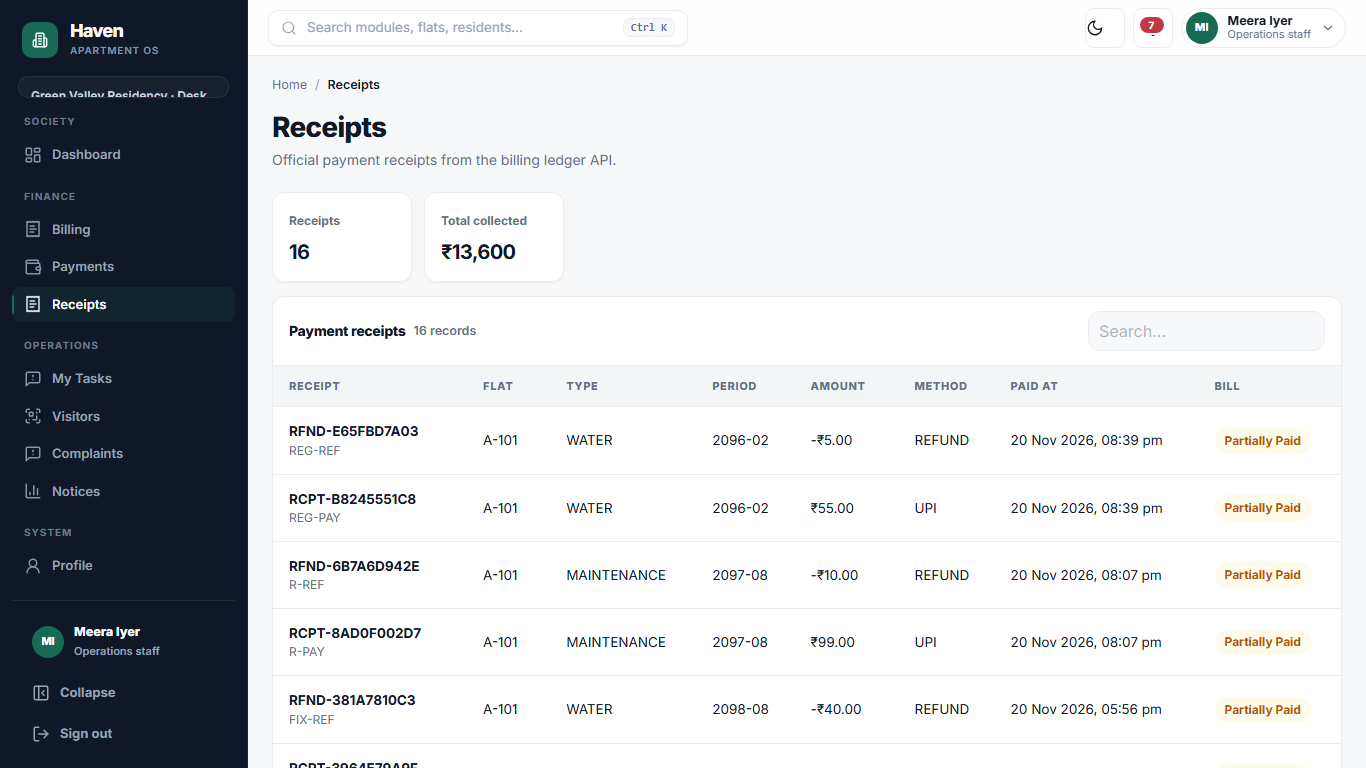 Haven
APARTMENT OS
Green Valley Residency · Desk
SOCIETY
Dashboard
FINANCE
Billing
Payments
Receipts
OPERATIONS
My Tasks
Visitors
Complaints
Notices
SYSTEM
Profile
MI
Meera Iyer
Operations staff
Collapse
Sign out
Search modules, flats, residents...
Ctrl K
7
MI
Meera Iyer
Operations staff
Home / Receipts
Receipts
Official payment receipts from the billing ledger API.
Receipts
16
Total collected
₹13,600
Payment receipts 16 records
Search...
RECEIPT FLAT TYPE PERIOD AMOUNT METHOD PAID AT BILL
RFND-E65FBD7A03
REG-REF
A-101 WATER 2096-02 -₹5.00 REFUND 20 Nov 2026, 08:39 pm Partially Paid
RCPT-B8245551C8
REG-PAY
A-101 WATER 2096-02 ₹55.00 UPI 20 Nov 2026, 08:39 pm Partially Paid
RFND-6B7A6D942E
R-REF
A-101 MAINTENANCE 2097-08 -₹10.00 REFUND 20 Nov 2026, 08:07 pm Partially Paid
RCPT-8AD0F002D7
R-PAY
A-101 MAINTENANCE 2097-08 ₹99.00 UPI 20 Nov 2026, 08:07 pm Partially Paid
RFND-381A7810C3
FIX-REF
A-101 WATER 2098-08 -₹40.00 REFUND 20 Nov 2026, 05:56 pm Partially Paid